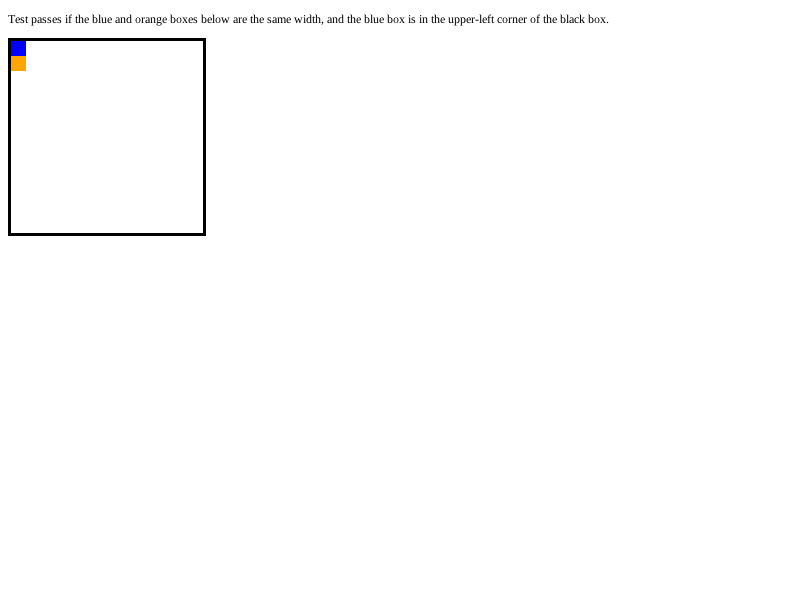 Test passes if the blue and orange boxes below are the same width, and the blue box is in the upper-left corner of the black box.